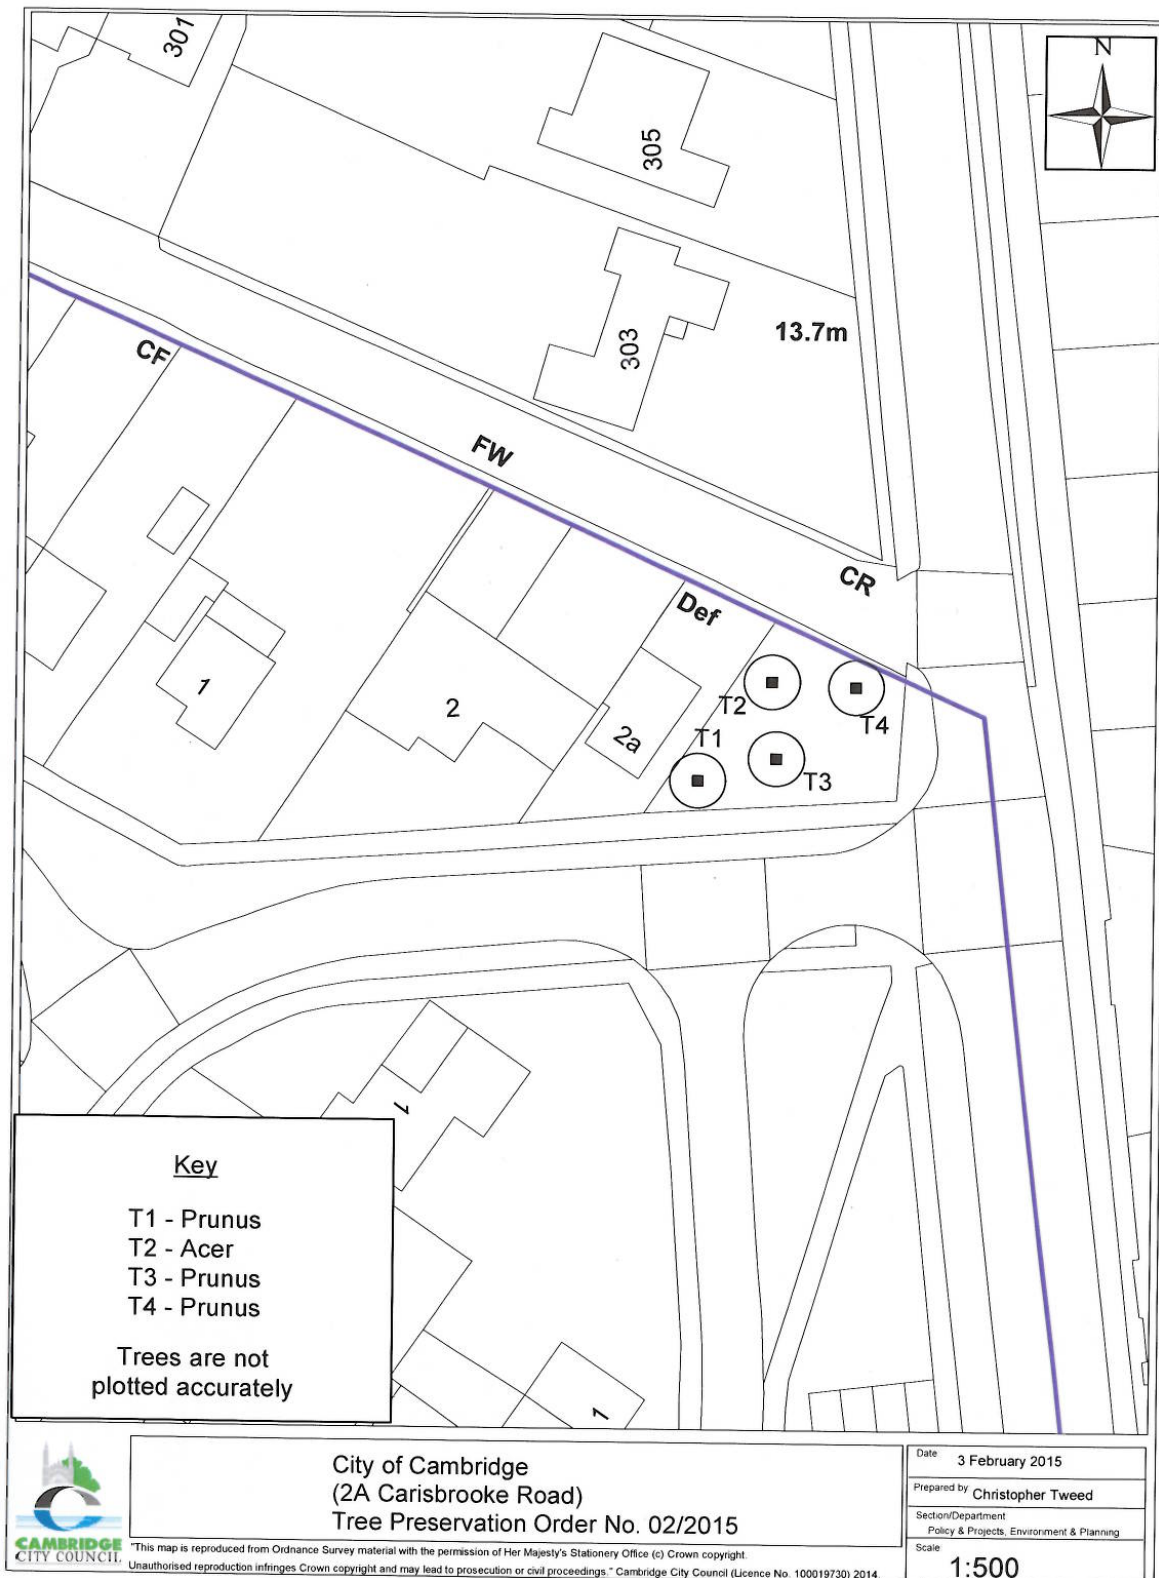 301
N
305
303
13.7m
CF
FW
CR
Def
T2
T4
T1
T3
1
2
2a
1
1
Key
T1 - Prunus
T2 - Acer
T3 - Prunus
T4 - Prunus
Trees are not
plotted accurately
CAMBRIDGE
CITY COUNCIL
City of Cambridge
(2A Carisbrooke Road)
Tree Preservation Order No. 02/2015
"This map is reproduced from Ordnance Survey material with the permission of Her Majesty's Stationery Office (c) Crown copyright.
Unauthorised reproduction infringes Crown copyright and may lead to prosecution or civil proceedings." Cambridge City Council (Licence No. 100019730) 2014.
Date 3 February 2015
Prepared by Christopher Tweed
Section/Department
Policy & Projects, Environment & Planning
Scale
1:500